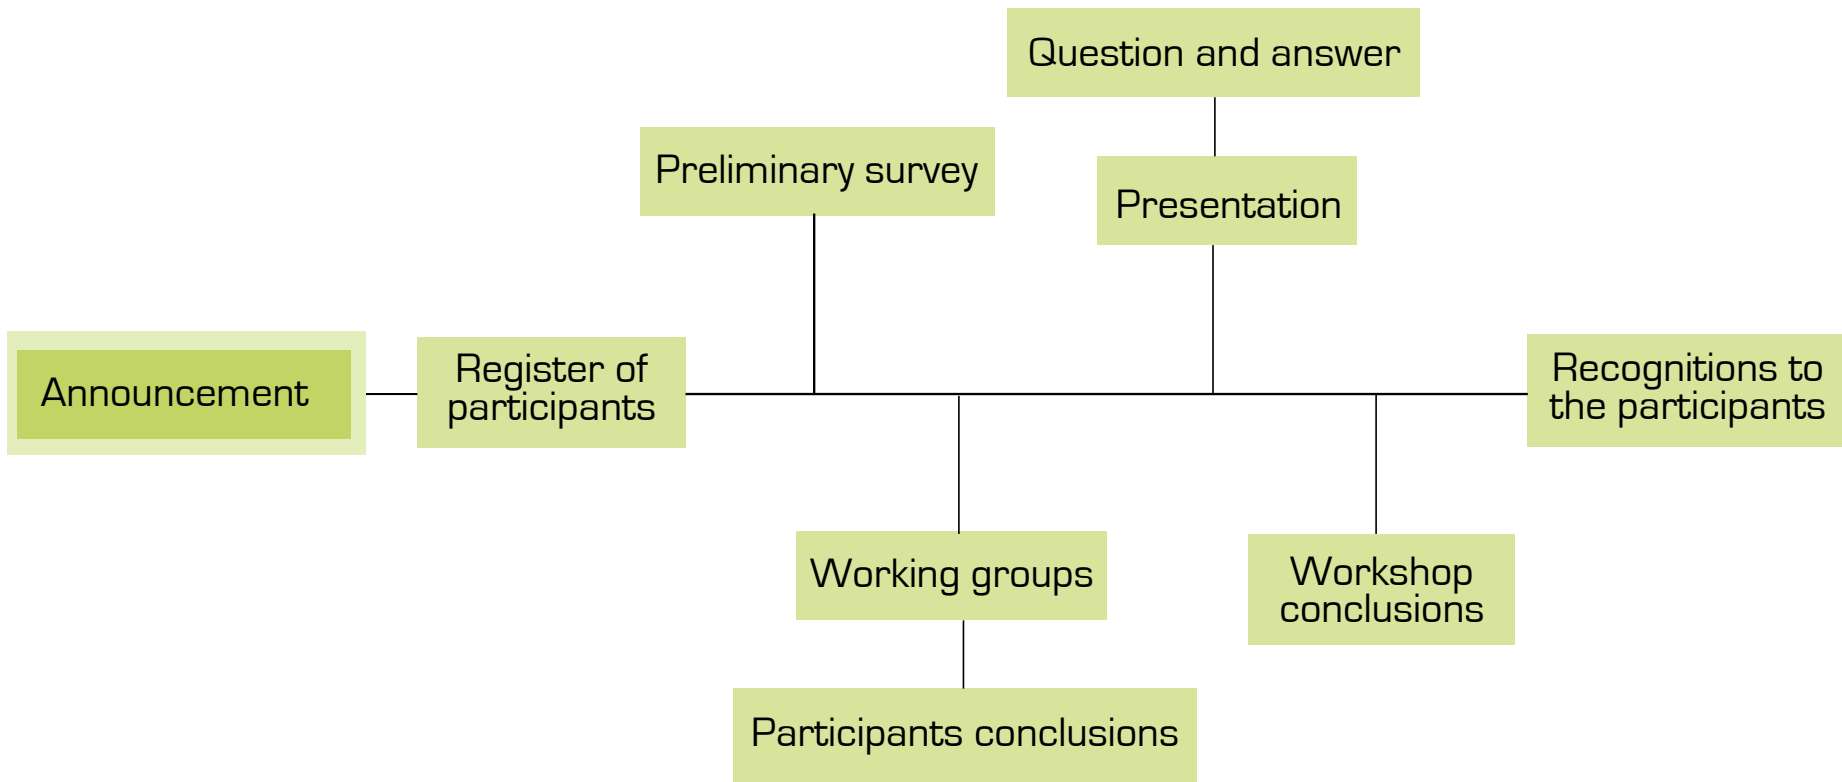 Question and answer
Preliminary survey
Presentation
Announcement
Register of
participants
Recognitions to
the participants
Working groups
Workshop
conclusions
Participants conclusions